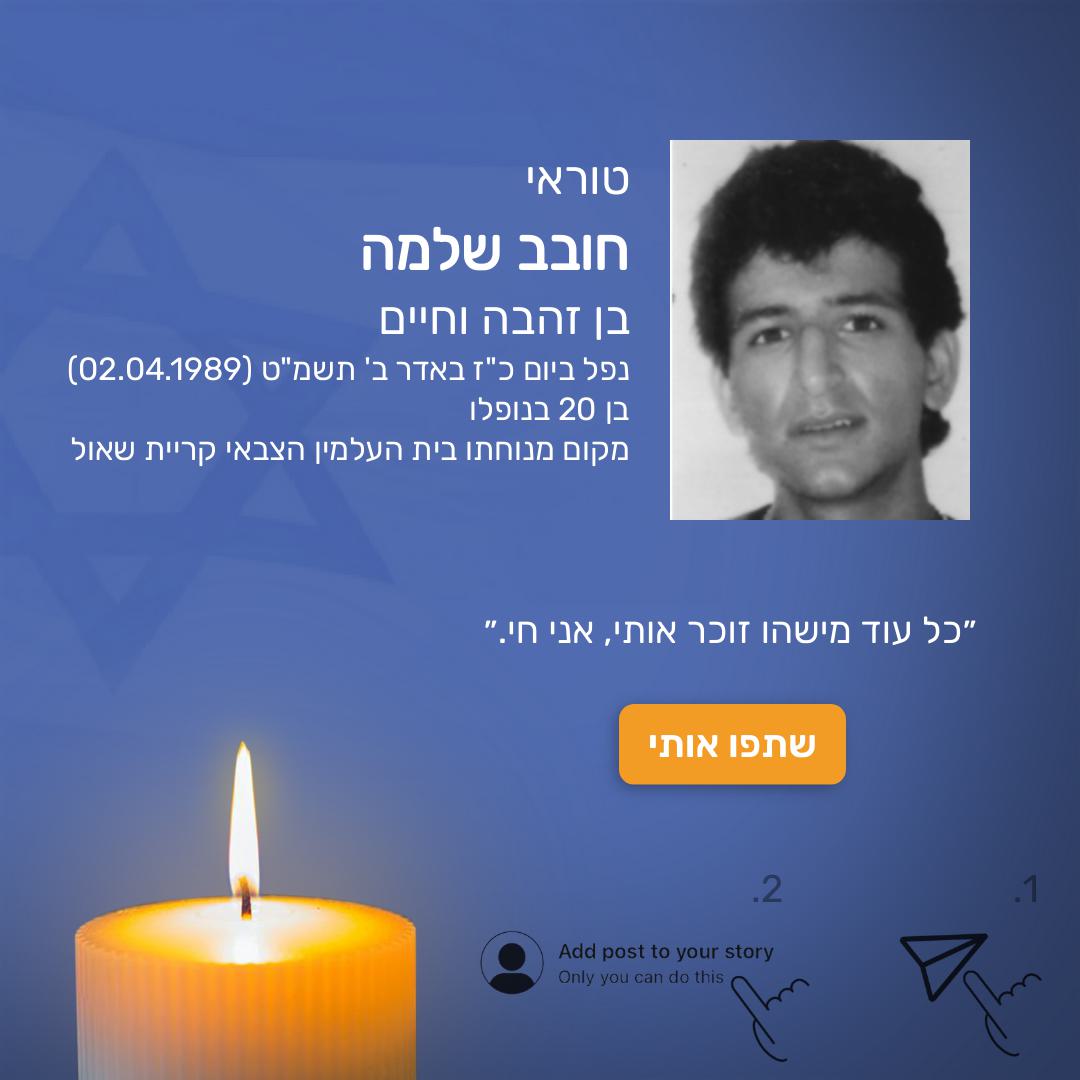 טוראי
חובב שלמה
בן זהבה וחיים
נפל ביום כ"ז באדר ב' תשמ"ט (02.04.1989)
בן 20 בנופלו
מקום מנוחתו בית העלמין הצבאי קריית שאול
״כל עוד מישהו זוכר אותי, אני חי.״
שתפו אותי
.1
.2
Add post to your story
Only you can do this